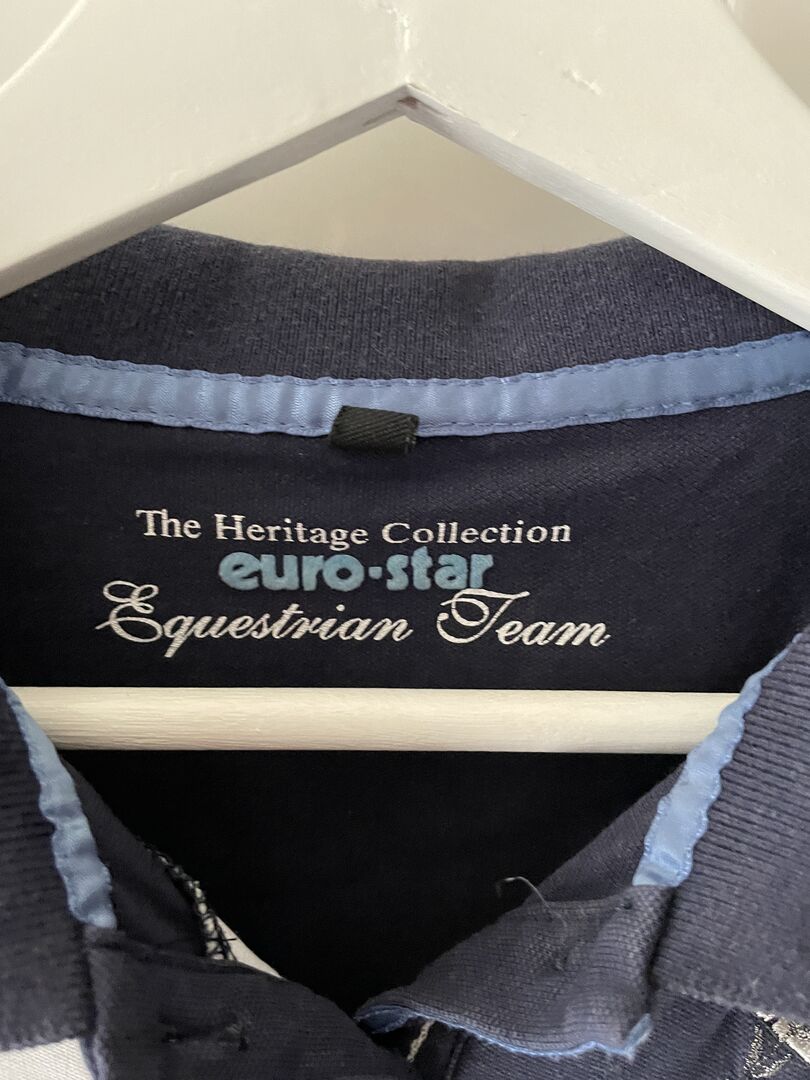 The Heritage Collection
euro·star
Equestrian Team